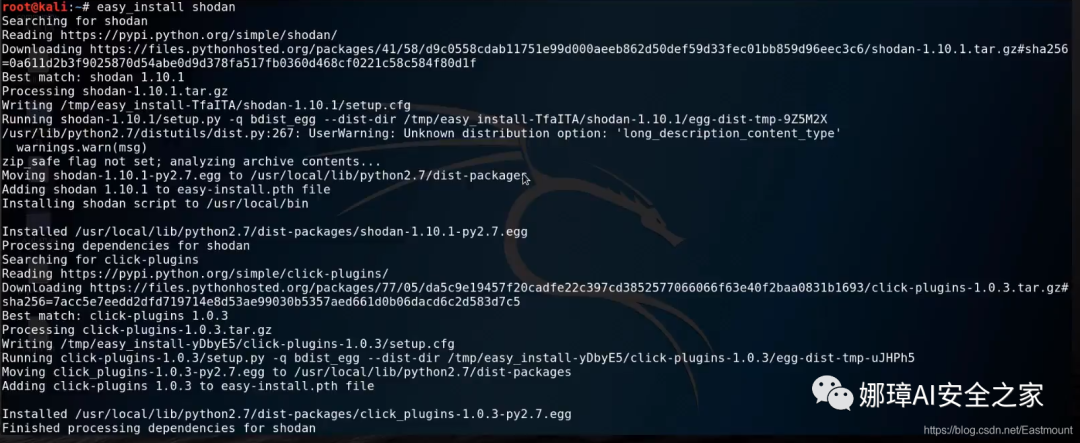 root@kali:~# easy_install shodan
Searching for shodan
Reading https://pypi.python.org/simple/shodan/
Downloading https://files.pythonhosted.org/packages/41/58/d9c0558cdab11751e99d000aeeb862d50def59d33fec01bb859d96eec3c6/shodan-1.10.1.tar.gz#sha256
=0a611d2b3f9025870d54abe0d9d378fa517fb0360d468cf0221c58c584f80d1f
Best match: shodan 1.10.1
Processing shodan-1.10.1.tar.gz
Writing /tmp/easy_install-TfaITA/shodan-1.10.1/setup.cfg
Running shodan-1.10.1/setup.py -q bdist_egg --dist-dir /tmp/easy_install-TfaITA/shodan-1.10.1/egg-dist-tmp-9Z5M2X
/usr/lib/python2.7/distutils/dist.py:267: UserWarning: Unknown distribution option: 'long_description_content_type'
  warnings.warn(msg)
zip_safe flag not set; analyzing archive contents...
Moving shodan-1.10.1-py2.7.egg to /usr/local/lib/python2.7/dist-packages
Adding shodan 1.10.1 to easy-install.pth file
Installing shodan script to /usr/local/bin
Installed /usr/local/lib/python2.7/dist-packages/shodan-1.10.1-py2.7.egg
Processing dependencies for shodan
Searching for click-plugins
Reading https://pypi.python.org/simple/click-plugins/
Downloading https://files.pythonhosted.org/packages/77/05/da5c9e19457f20cadfe22c397cd3852577066066f63e40f2baa0831b1693/click-plugins-1.0.3.tar.gz#
sha256=7acc5e7eedd2dfd719714e8d53ae99030b5357aed661d0b06dacd6c2d583d7c5
Best match: click-plugins 1.0.3
Processing click-plugins-1.0.3.tar.gz
Writing /tmp/easy_install-yDbyE5/click-plugins-1.0.3/setup.cfg
Running click-plugins-1.0.3/setup.py -q bdist_egg --dist-dir /tmp/easy_install-yDbyE5/click-plugins-1.0.3/egg-dist-tmp-uJHPh5
Moving click_plugins-1.0.3-py2.7.egg to /usr/local/lib/python2.7/dist-packages
Adding click-plugins 1.0.3 to easy-install.pth file
Installed /usr/local/lib/python2.7/dist-packages/click_plugins-1.0.3-py2.7.egg
Finished processing dependencies for shodan
娜璋AI安全之家
https://blog.csdn.net/Eastmount